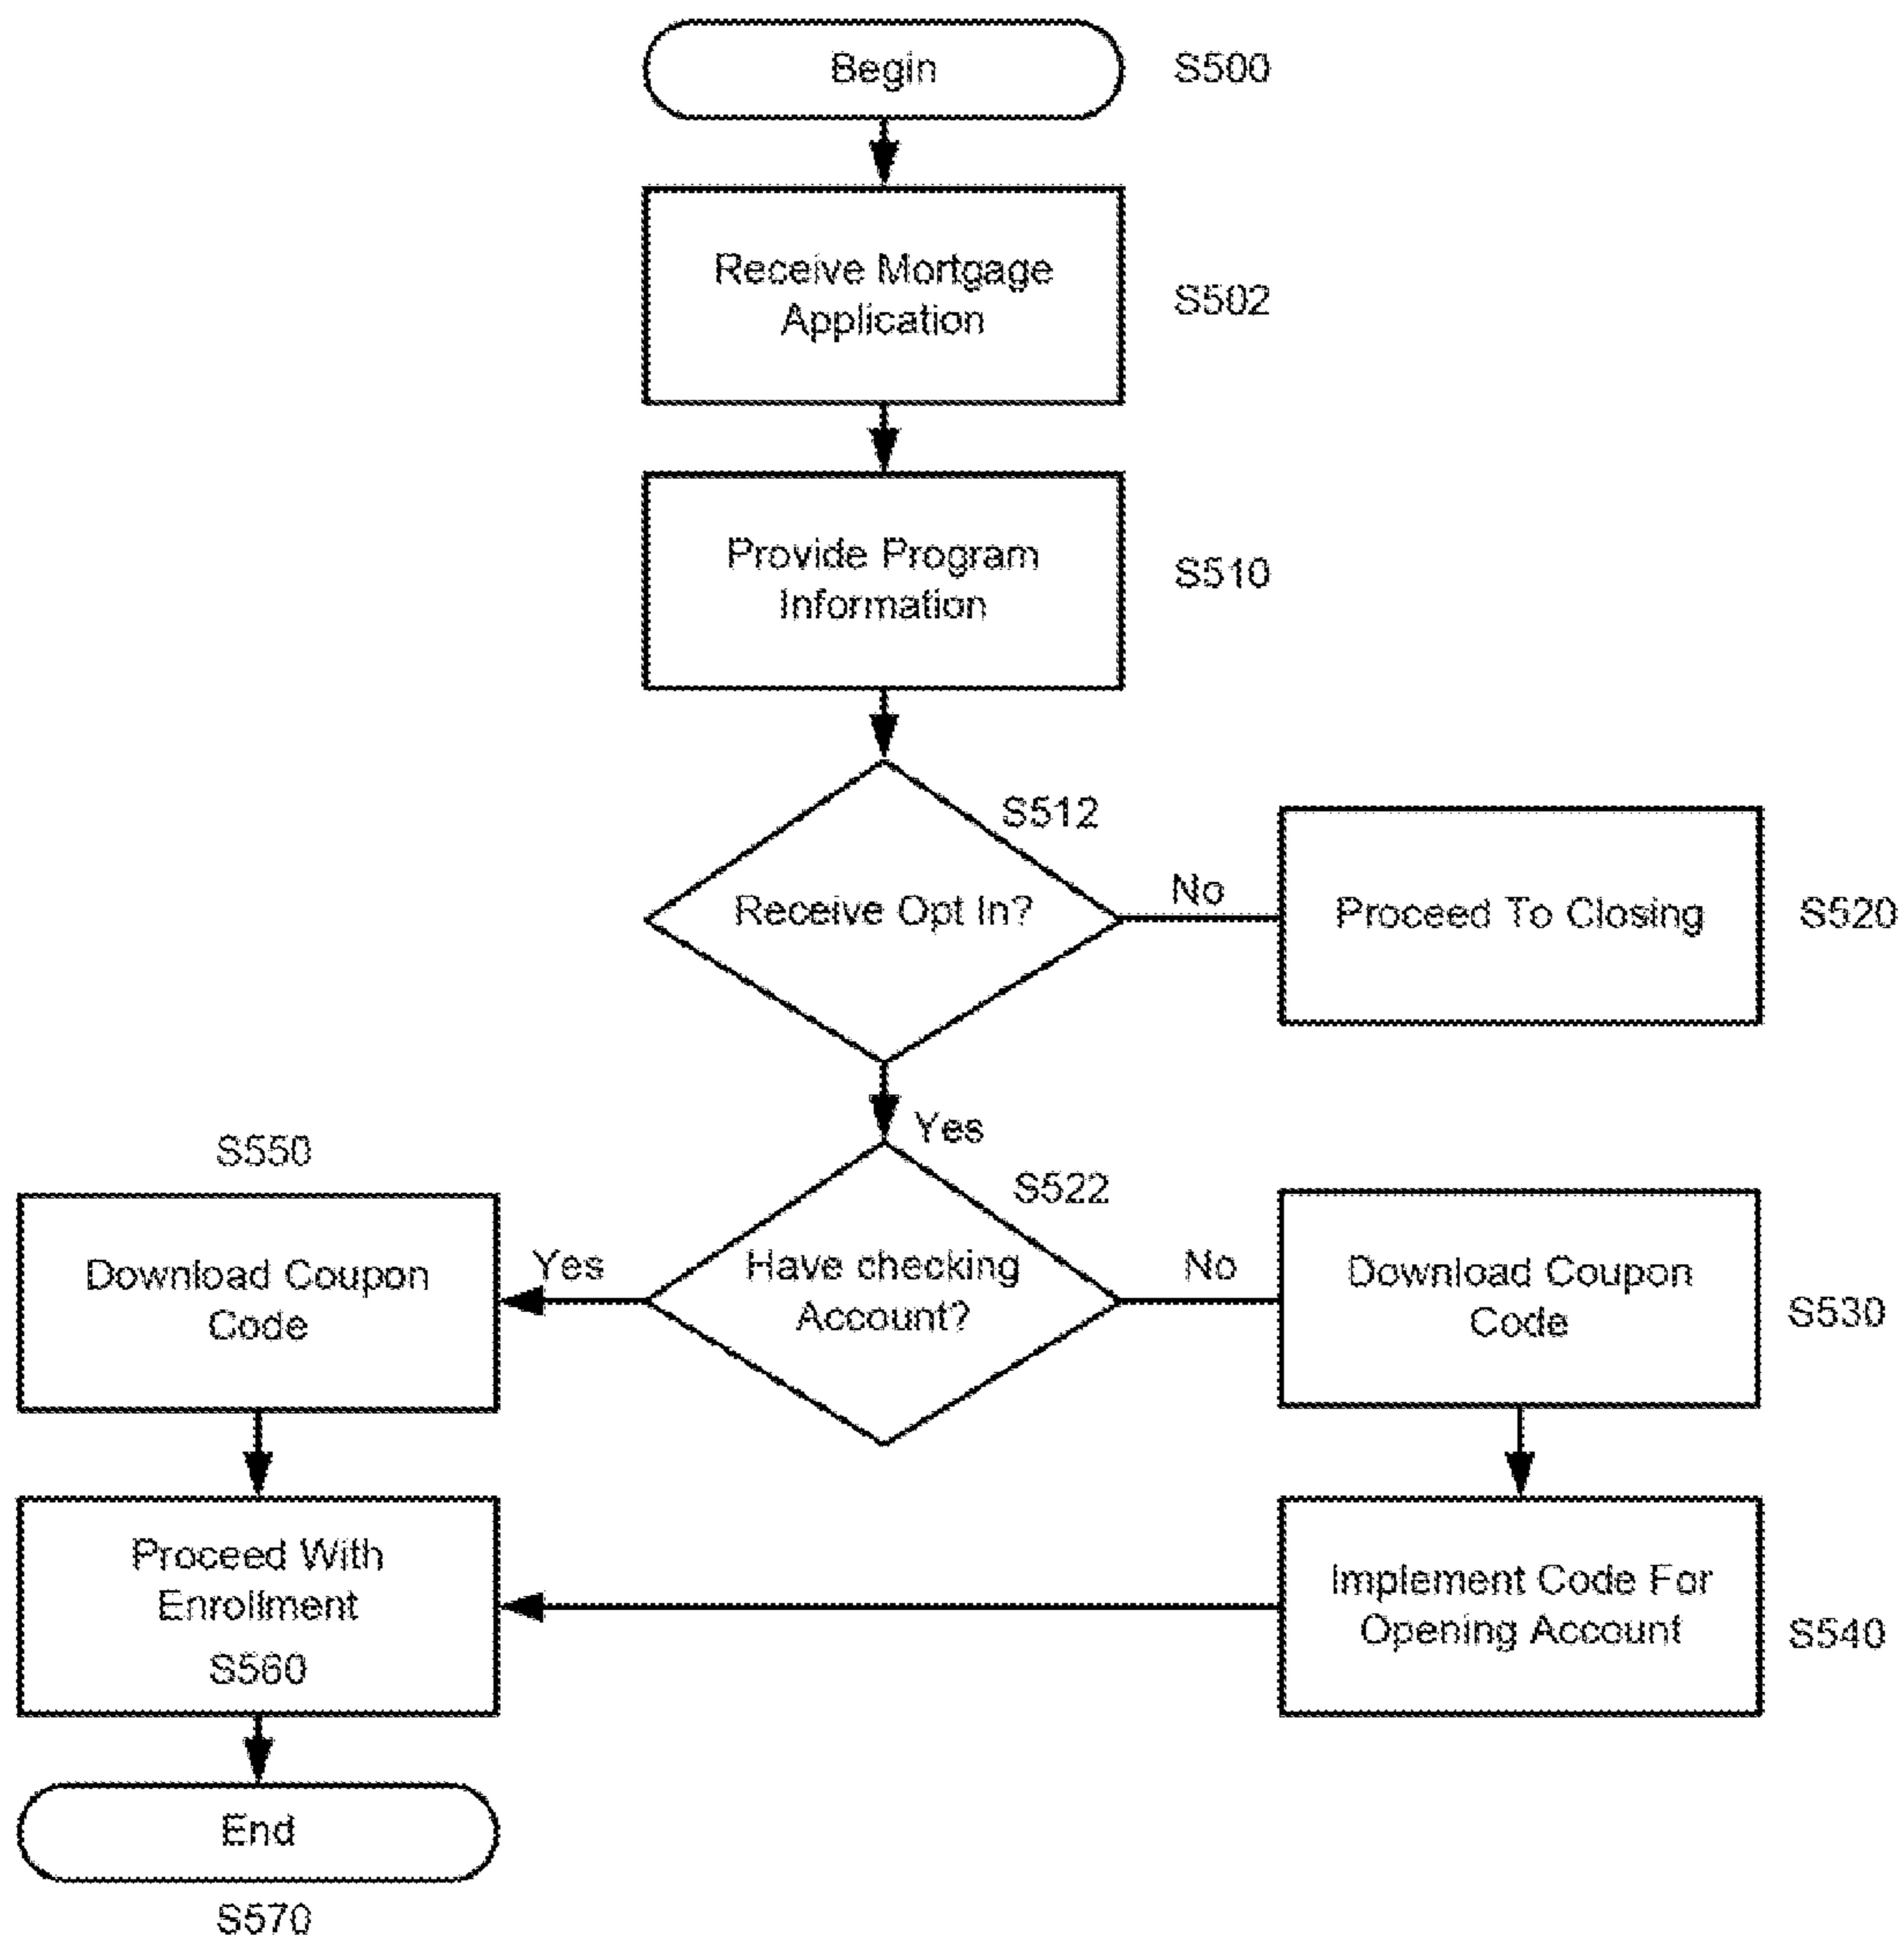 Begin
S500
Receive Mortgage
Application
S502
Provide Program
Information
S510
S512
Receive Opt In?
No
Proceed To Closing
S520
Yes
S550
S522
Download Coupon
Code
Yes
Have checking
Account?
No
Download Coupon
Code
S530
Proceed With
Enrollment
S560
Implement Code For
Opening Account
S540
End
S570